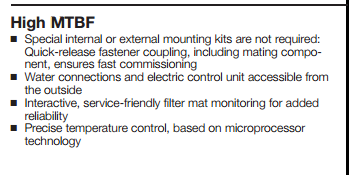 High MTBF
■ Special internal or external mounting kits are not required:
Quick-release fastener coupling, including mating compo-
nent, ensures fast commissioning
■ Water connections and electric control unit accessible from
the outside
■ Interactive, service-friendly filter mat monitoring for added
reliability
■ Precise temperature control, based on microprocessor
technology